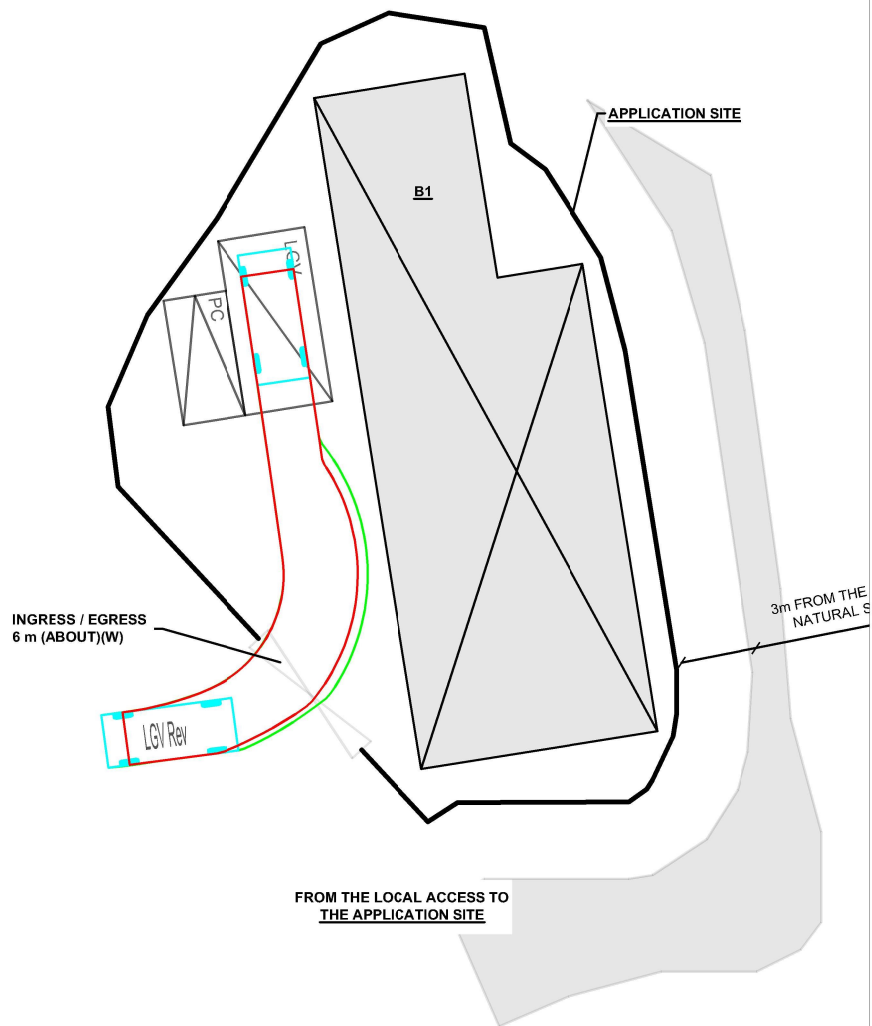 APPLICATION SITE
B1
LGV
PC
INGRESS / EGRESS
6 m (ABOUT)(W)
3m FROM THE
NATURAL S
LGV Rev
FROM THE LOCAL ACCESS TO
THE APPLICATION SITE